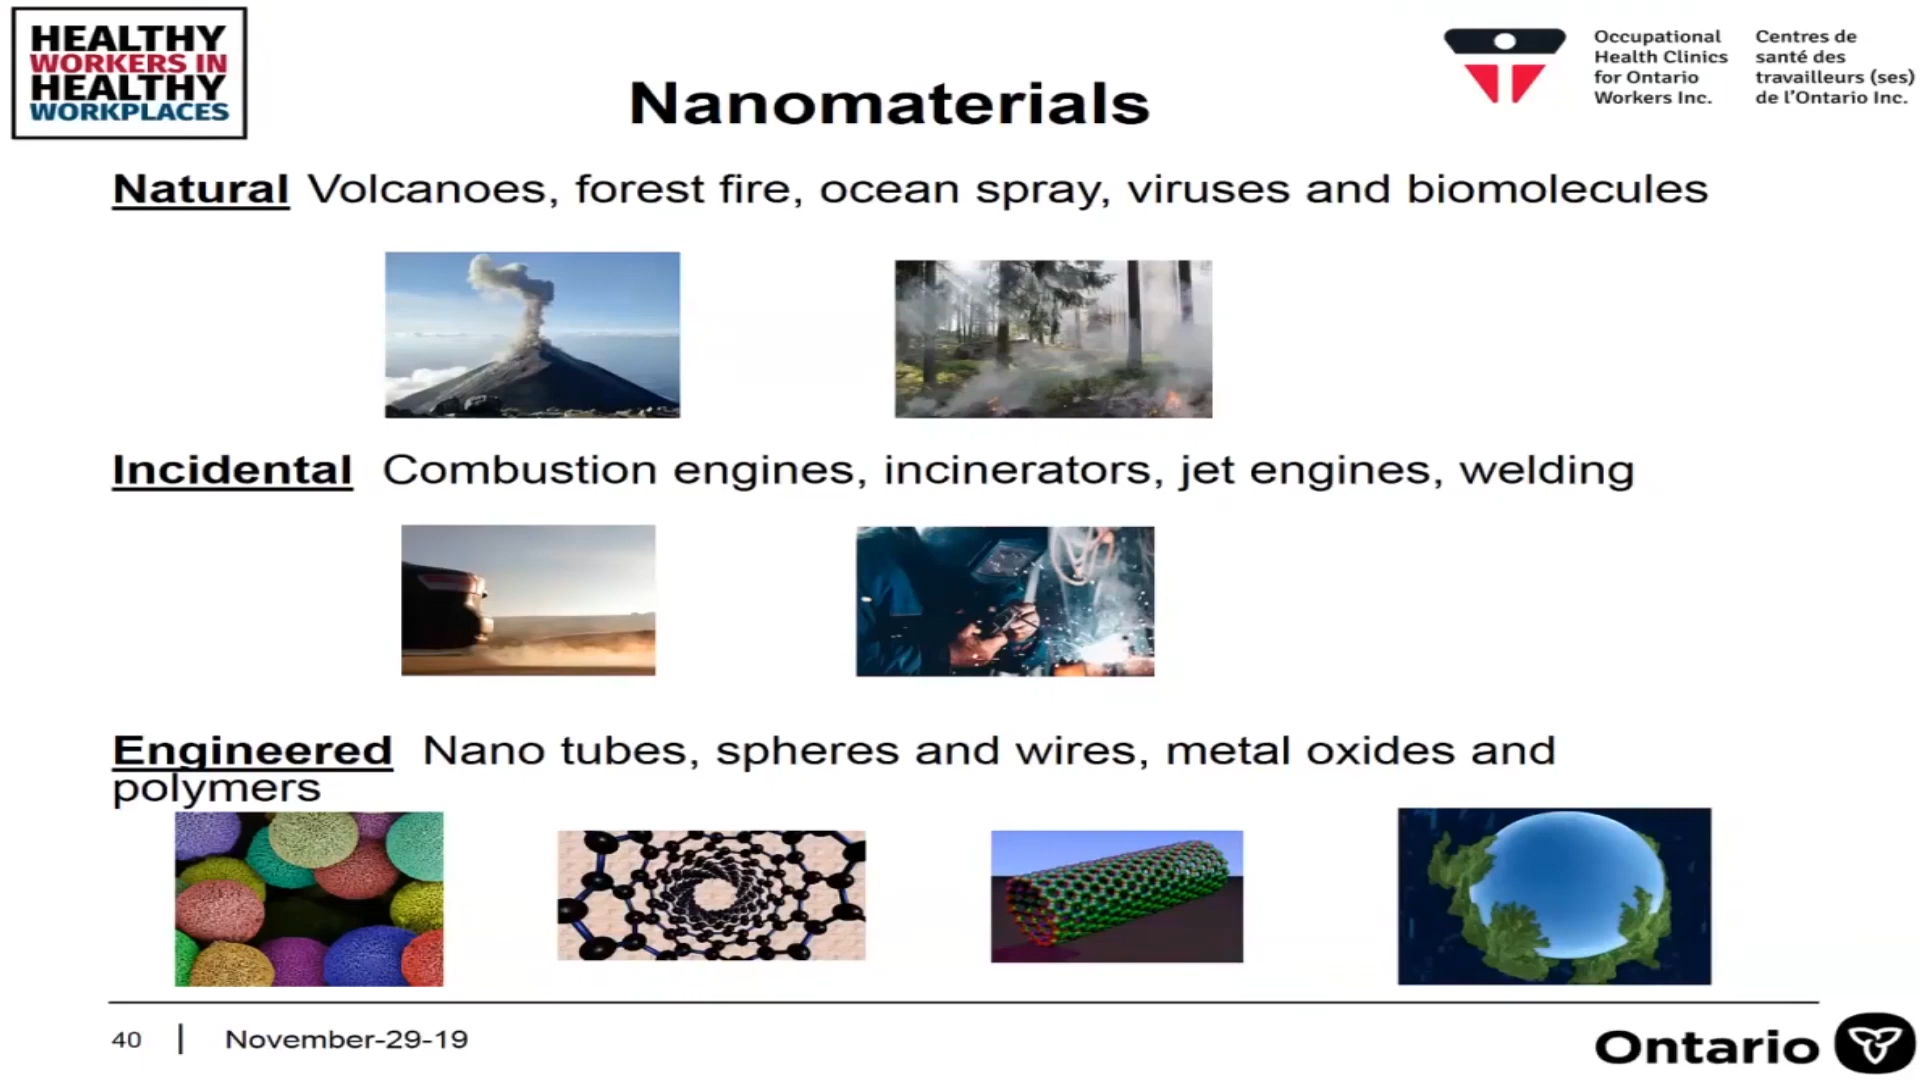 HEALTHY
WORKERS IN
HEALTHY
WORKPLACES
Nanomaterials
Occupational
Health Clinics
for Ontario
Workers Inc.
Centres de
santé des
travailleurs (ses)
de l'Ontario Inc.
Natural Volcanoes, forest fire, ocean spray, viruses and biomolecules
Incidental Combustion engines, incinerators, jet engines, welding
Engineered Nano tubes, spheres and wires, metal oxides and
polymers
40 | November-29-19
Ontario